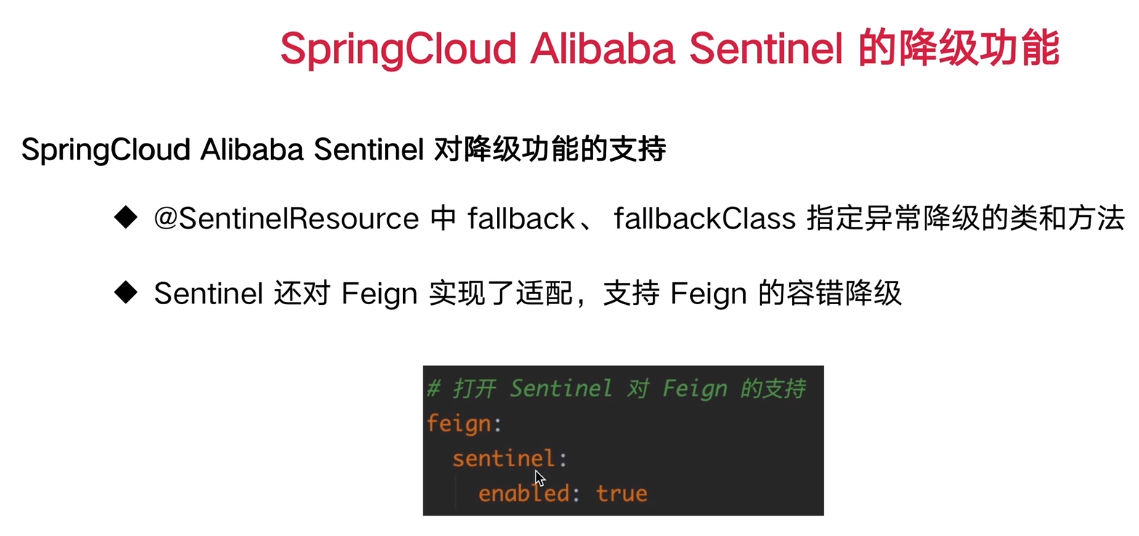 SpringCloud Alibaba Sentinel 的降级功能
SpringCloud Alibaba Sentinel 对降级功能的支持
◆ @SentinelResource 中 fallback、 fallbackClass 指定异常降级的类和方法
◆ Sentinel 还对 Feign 实现了适配，支持 Feign 的容错降级
# 打开 Sentinel 对 Feign 的支持
feign:
  sentinel:
    enabled: true